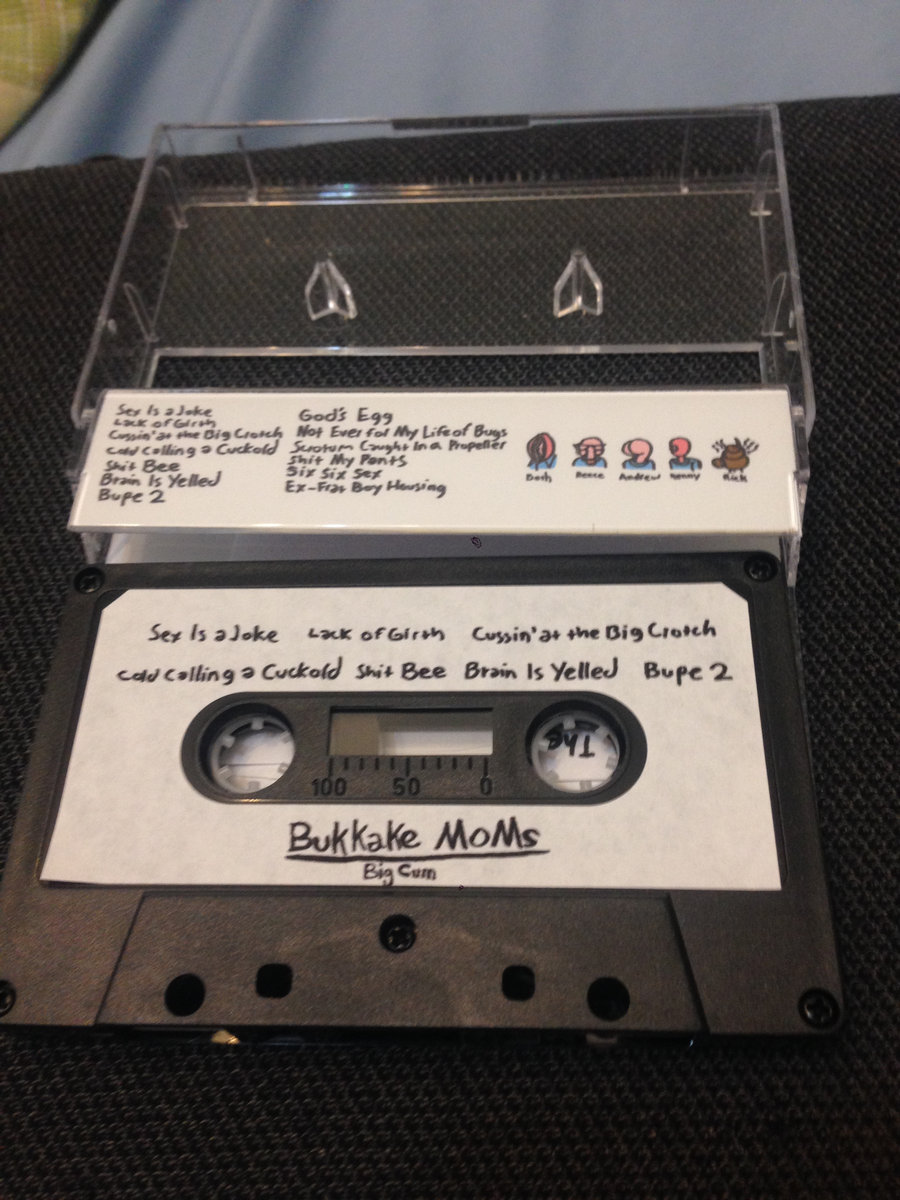 Sex Is a Joke
Lack of Girth
Cussin' at the Big Crotch
Cold Calling a Cuckold
Shit Bee
Brain Is Yelled
Bupe 2
God's Egg
Not Ever for My Life of Bugs
Scrotum Caught In a Propeller
Shit My Pants
Six Six Sex
Ex-Frat Boy Housing
Dash Reece Andrew Kenny Rick
Sex Is a Joke Lack of Girth Cussin' at the Big Crotch
Cold Calling a Cuckold Shit Bee Brain Is Yelled Bupe 2
The
100 50 0
Bukkake MoMs
Big Cum